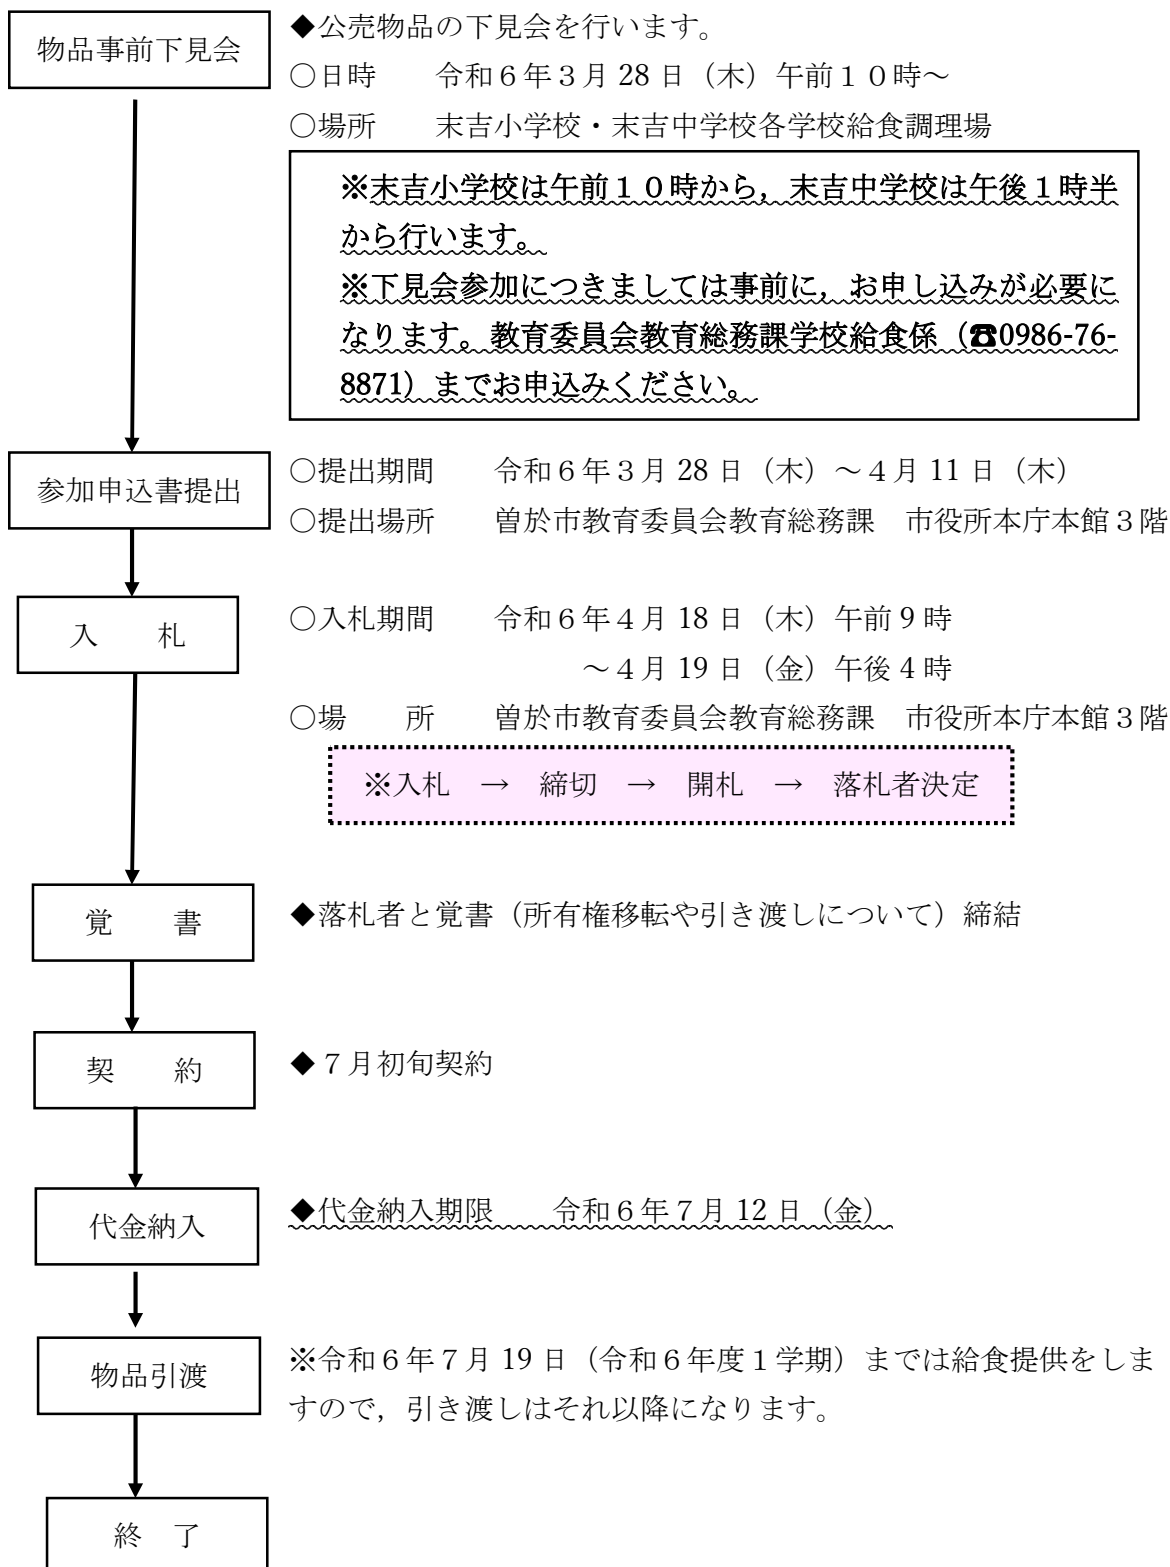 物品事前下見会
◆公売物品の下見会を行います。
○日時　　令和６年３月 28 日（木）午前１０時～
○場所　　末吉小学校・末吉中学校各学校給食調理場
※末吉小学校は午前１０時から，末吉中学校は午後１時半
から行います。
※下見会参加につきましては事前に，お申し込みが必要に
なります。教育委員会教育総務課学校給食係（☎0986-76-
8871）までお申込みください。
参加申込書提出
○提出期間　　令和６年３月 28 日（木）～４月 11 日（木）
○提出場所　　曽於市教育委員会教育総務課　市役所本庁本館３階
入　　札
○入札期間　　令和６年４月 18 日（木）午前 9 時
～４月 19 日（金）午後 4 時
○場　　所　　曽於市教育委員会教育総務課　市役所本庁本館３階
※入札　→　締切　→　開札　→　落札者決定
覚　　書
◆落札者と覚書（所有権移転や引き渡しについて）締結
契　　約
◆７月初旬契約
代金納入
◆代金納入期限　　令和６年７月 12 日（金）
物品引渡
※令和６年７月 19 日（令和６年度１学期）までは給食提供をしま
すので，引き渡しはそれ以降になります。
終　了